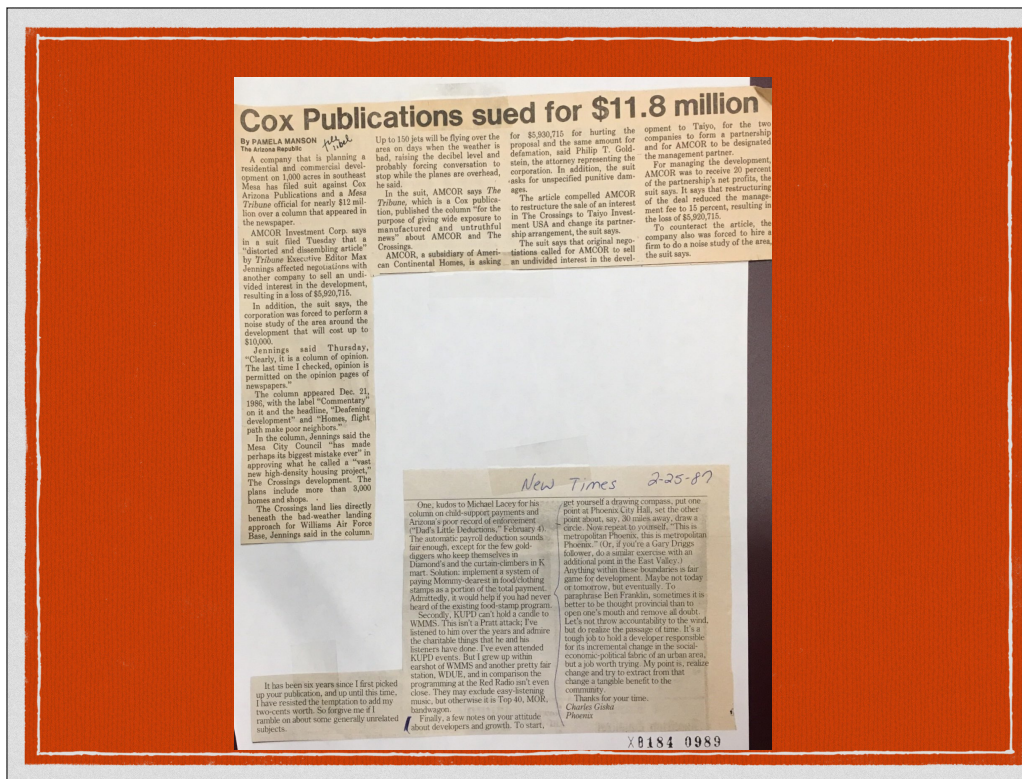 Cox Publications sued for $11.8 million
By PAMELA MANSON
The Arizona Republic
file
libel
A company that is planning a
residential and commercial devel-
opment on 1,000 acres in southeast
Mesa has filed suit against Cox
Arizona Publications and a Mesa
Tribune official for nearly $12 mil-
lion over a column that appeared in
the newspaper.
AMCOR Investment Corp. says
in a suit filed Tuesday that a
"distorted and dissembling article"
by Tribune Executive Editor Max
Jennings affected negotiations with
another company to sell an undi-
vided interest in the development,
resulting in a loss of $5,920,715.
In addition, the suit says, the
corporation was forced to perform a
noise study of the area around the
development that will cost up to
$10,000.
Jennings said Thursday,
"Clearly, it is a column of opinion.
The last time I checked, opinion is
permitted on the opinion pages of
newspapers."
The column appeared Dec. 21,
1986, with the label "Commentary"
on it and the headline, "Deafening
development" and "Homes, flight
path make poor neighbors."
In the column, Jennings said the
Mesa City Council "has made
perhaps its biggest mistake ever" in
approving what he called a "vast
new high-density housing project,"
The Crossings development. The
plans include more than 3,000
homes and shops.
The Crossings land lies directly
beneath the bad-weather landing
approach for Williams Air Force
Base, Jennings said in the column.
Up to 150 jets will be flying over the
area on days when the weather is
bad, raising the decibel level and
probably forcing conversation to
stop while the planes are overhead,
he said.
In the suit, AMCOR says The
Tribune, which is a Cox publica-
tion, published the column "for the
purpose of giving wide exposure to
manufactured and untruthful
news" about AMCOR and The
Crossings.
AMCOR, a subsidiary of Ameri-
can Continental Homes, is asking
for $5,930,715 for hurting the
proposal and the same amount for
defamation, said Philip T. Gold-
stein, the attorney representing the
corporation. In addition, the suit
asks for unspecified punitive dam-
ages.
The article compelled AMCOR
to restructure the sale of an interest
in The Crossings to Taiyo Invest-
ment USA and change its partner-
ship arrangement, the suit says.
The suit says that original nego-
tiations called for AMCOR to sell
an undivided interest in the devel-
opment to Taiyo, for the two
companies to form a partnership
and for AMCOR to be designated
the management partner.
For managing the development,
AMCOR was to receive 20 percent
of the partnership's net profits, the
suit says. It says that restructuring
of the deal reduced the manage-
ment fee to 15 percent, resulting in
the loss of $5,920,715.
To counteract the article, the
company also was forced to hire a
firm to do a noise study of the area,
the suit says.
New Times 2-25-87
It has been six years since I first picked
up your publication, and up until this time,
I have resisted the temptation to add my
two-cents worth. So forgive me if I
ramble on about some generally unrelated
subjects.
One, kudos to Michael Lacey for his
column on child-support payments and
Arizona's poor record of enforcement
("Dad's Little Deductions," February 4).
The automatic payroll deduction sounds
fair enough, except for the few gold-
diggers who keep themselves in
Diamond's and the curtain-climbers in K
mart. Solution: implement a system of
paying Mommy-dearest in food/clothing
stamps as a portion of the total payment.
Admittedly, it would help if you had never
heard of the existing food-stamp program.
Secondly, KUPD can't hold a candle to
WMMS. This isn't a Pratt attack; I've
listened to him over the years and admire
the charitable things that he and his
listeners have done. I've even attended
KUPD events. But I grew up within
earshot of WMMS and another pretty fair
station, WDUE, and in comparison the
programming at the Red Radio isn't even
close. They may exclude easy-listening
music, but otherwise it is Top 40, MOR,
bandwagon.
Finally, a few notes on your attitude
about developers and growth. To start,
get yourself a drawing compass, put one
point at Phoenix City Hall, set the other
point about, say, 30 miles away, draw a
circle. Now repeat to yourself, "This is
metropolitan Phoenix, this is metropolitan
Phoenix." (Or, if you're a Gary Driggs
follower, do a similar exercise with an
additional point in the East Valley.)
Anything within these boundaries is fair
game for development. Maybe not today
or tomorrow, but eventually. To
paraphrase Ben Franklin, sometimes it is
better to be thought provincial than to
open one's mouth and remove all doubt.
Let's not throw accountability to the wind,
but do realize the passage of time. It's a
tough job to hold a developer responsible
for its incremental change in the social-
economic-political fabric of an urban area,
but a job worth trying. My point is, realize
change and try to extract from that
change a tangible benefit to the
community.
Thanks for your time.
Charles Giska
Phoenix
X0184 0989